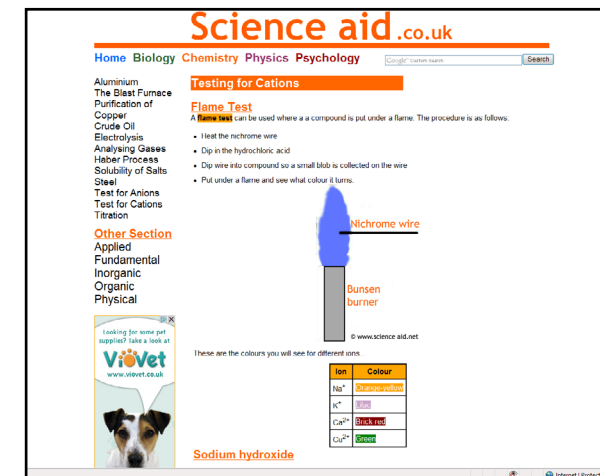 Science aid.co.uk
Home Biology Chemistry Physics Psychology
Search
Aluminium
The Blast Furnace
Purification of
Copper
Crude Oil
Electrolysis
Analysing Gases
Haber Process
Solubility of Salts
Steel
Test for Anions
Test for Cations
Titration
Other Section
Applied
Fundamental
Inorganic
Organic
Physical
Looking for some pet
supplies? Take a look at
ViōVet
www.viovet.co.uk
Testing for Cations
Flame Test
A flame test can be used where a a compound is put under a flame. The procedure is as follows:
• Heat the nichrome wire
• Dip in the hydrochloric acid
• Dip wire into compound so a small blob is collected on the wire
• Put under a flame and see what colour it turns.
Nichrome wire
Bunsen
burner
© www.science aid.net
These are the colours you will see for different ions
Ion Colour
Na⁺ Orange-yellow
K⁺ Lilac
Ca²⁺ Brick red
Cu²⁺ Green
Sodium hydroxide